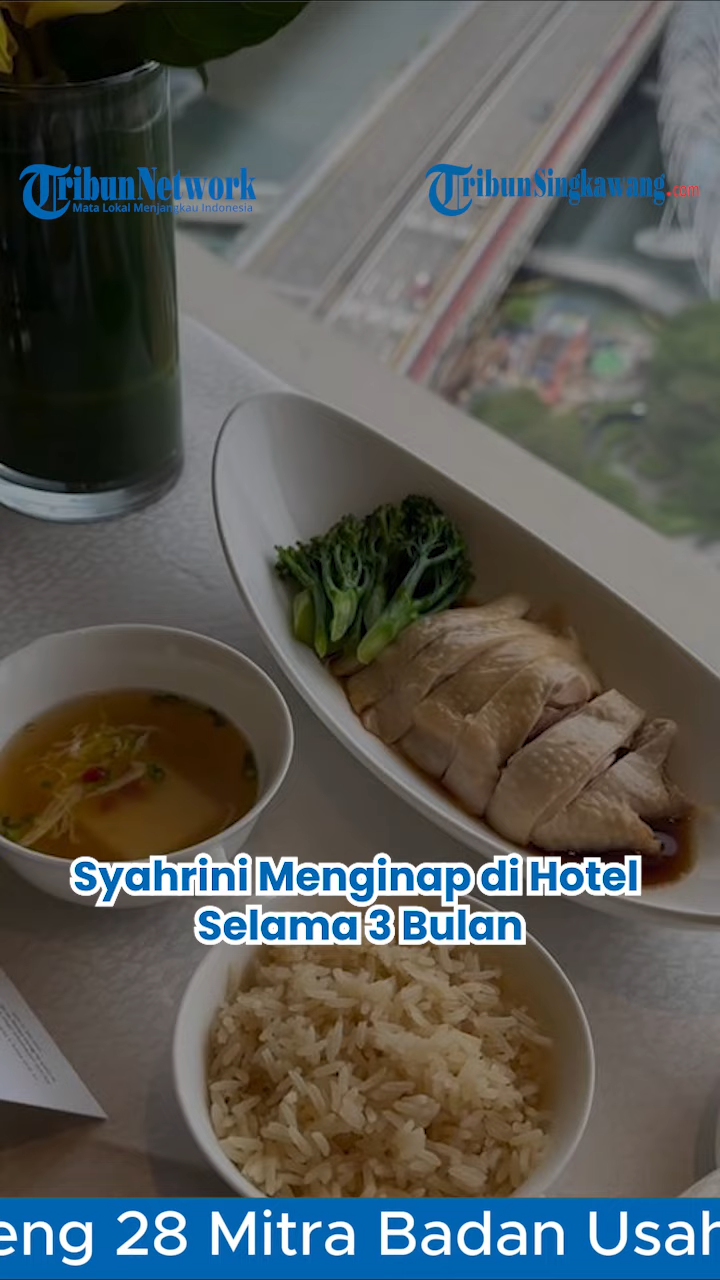 TribunNetwork
Mata Lokal Menjangkau Indonesia
TribunSingkawang.com
Syahrini Menginap di Hotel
Selama 3 Bulan
eng 28 Mitra Badan Usah